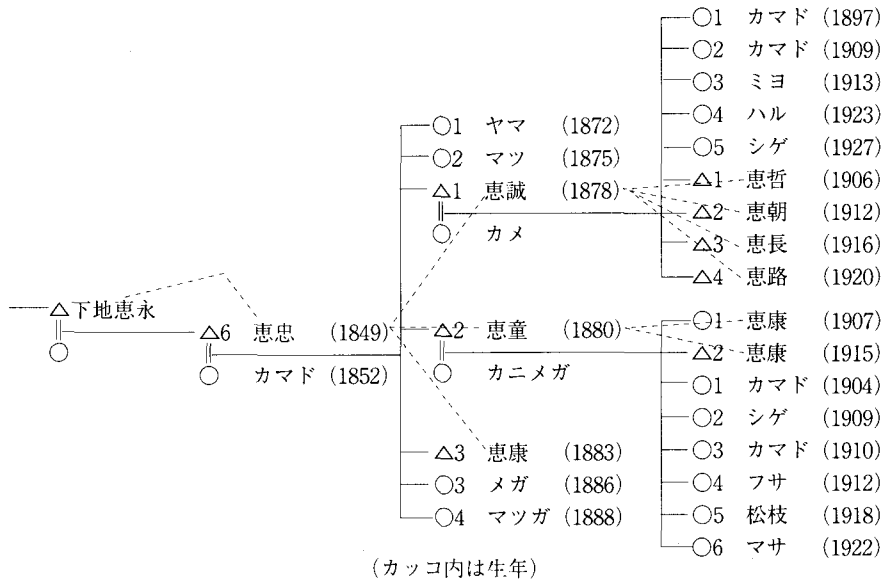 ○1 カマド (1897)
○2 カマド (1909)
○3 ミヨ (1913)
○4 ハル (1923)
○5 シゲ (1927)
△1 恵哲 (1906)
△2 恵朝 (1912)
△3 恵長 (1916)
△4 恵路 (1920)
○1 ヤマ (1872)
○2 マツ (1875)
△1 恵誠 (1878)
○ カメ
△下地恵永
○
△6 恵忠 (1849)
○ カマド (1852)
△2 恵童 (1880)
○ カニメガ
△3 恵康 (1883)
○3 メガ (1886)
○4 マツガ (1888)
○1 恵康 (1907)
△2 恵康 (1915)
○1 カマド (1904)
○2 シゲ (1909)
○3 カマド (1910)
○4 フサ (1912)
○5 松枝 (1918)
○6 マサ (1922)
(カッコ内は生年)